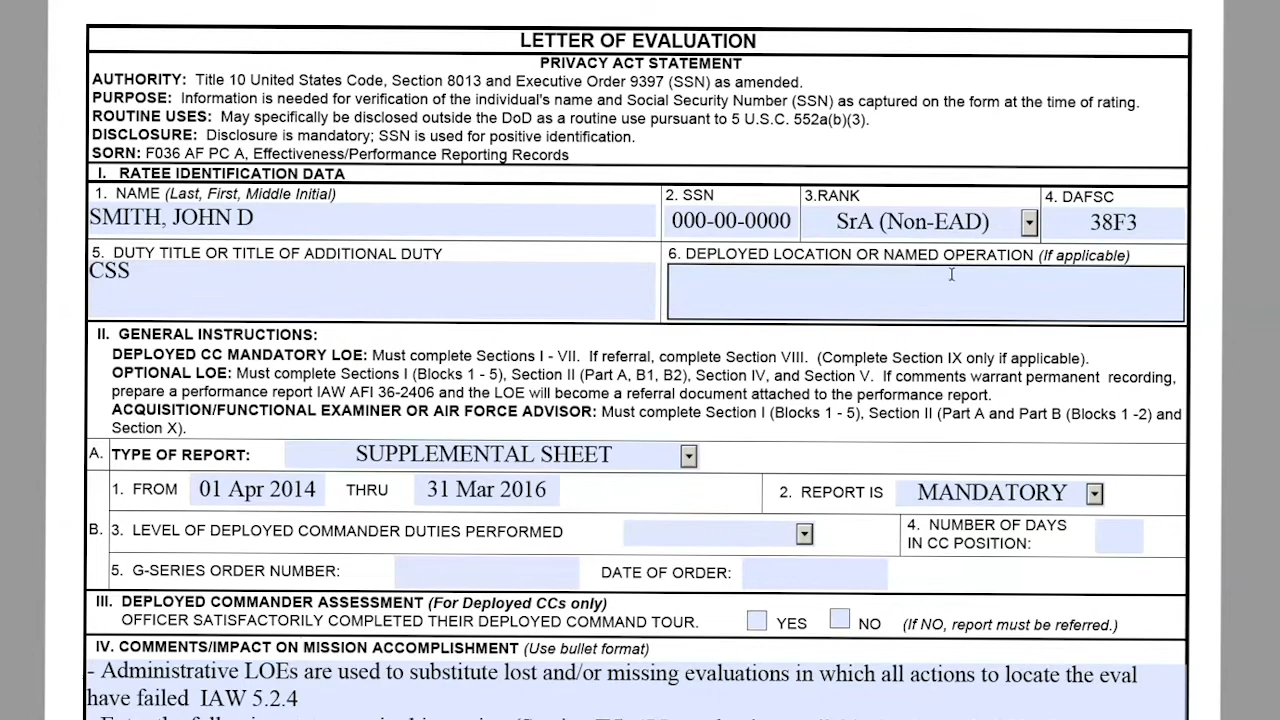 LETTER OF EVALUATION
PRIVACY ACT STATEMENT
AUTHORITY: Title 10 United States Code, Section 8013 and Executive Order 9397 (SSN) as amended.
PURPOSE: Information is needed for verification of the individual's name and Social Security Number (SSN) as captured on the form at the time of rating.
ROUTINE USES: May specifically be disclosed outside the DoD as a routine use pursuant to 5 U.S.C. 552a(b)(3).
DISCLOSURE: Disclosure is mandatory; SSN is used for positive identification.
SORN: F036 AF PC A, Effectiveness/Performance Reporting Records
I. RATEE IDENTIFICATION DATA
1. NAME (Last, First, Middle Initial)
SMITH, JOHN D
2. SSN
000-00-0000
3.RANK
SrA (Non-EAD)
4. DAFSC
38F3
5. DUTY TITLE OR TITLE OF ADDITIONAL DUTY
CSS
6. DEPLOYED LOCATION OR NAMED OPERATION (If applicable)
II. GENERAL INSTRUCTIONS:
DEPLOYED CC MANDATORY LOE: Must complete Sections I - VII. If referral, complete Section VIII. (Complete Section IX only if applicable).
OPTIONAL LOE: Must complete Sections I (Blocks 1 - 5), Section II (Part A, B1, B2), Section IV, and Section V. If comments warrant permanent recording,
prepare a performance report IAW AFI 36-2406 and the LOE will become a referral document attached to the performance report.
ACQUISITION/FUNCTIONAL EXAMINER OR AIR FORCE ADVISOR: Must complete Section I (Blocks 1 - 5), Section II (Part A and Part B (Blocks 1 -2) and
Section X).
A. TYPE OF REPORT: SUPPLEMENTAL SHEET
1. FROM 01 Apr 2014 THRU 31 Mar 2016
2. REPORT IS MANDATORY
B. 3. LEVEL OF DEPLOYED COMMANDER DUTIES PERFORMED
4. NUMBER OF DAYS
IN CC POSITION:
5. G-SERIES ORDER NUMBER: DATE OF ORDER:
III. DEPLOYED COMMANDER ASSESSMENT (For Deployed CCs only)
OFFICER SATISFACTORILY COMPLETED THEIR DEPLOYED COMMAND TOUR. YES NO (If NO, report must be referred.)
IV. COMMENTS/IMPACT ON MISSION ACCOMPLISHMENT (Use bullet format)
- Administrative LOEs are used to substitute lost and/or missing evaluations in which all actions to locate the eval
have failed IAW 5.2.4